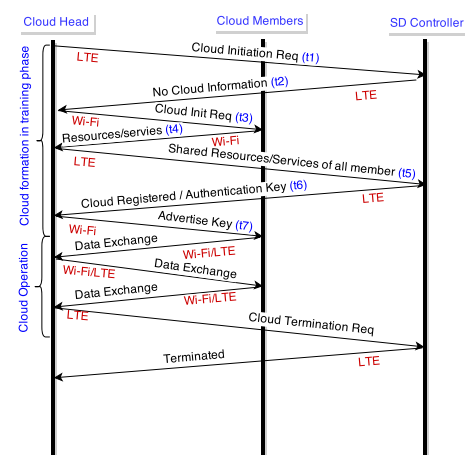 Cloud Head
Cloud Members
SD Controller
Cloud formation in training phase
Cloud Initiation Req (t1)
LTE
No Cloud Information (t2)
LTE
Cloud Init Req (t3)
Wi-Fi
Resources/servies (t4)
Wi-Fi
Shared Resources/Services of all member (t5)
LTE
Cloud Registered / Authentication Key (t6)
LTE
Advertise Key (t7)
Wi-Fi
Cloud Operation
Data Exchange
Wi-Fi/LTE
Data Exchange
Wi-Fi/LTE
Data Exchange
Wi-Fi/LTE
Cloud Termination Req
LTE
Terminated
LTE